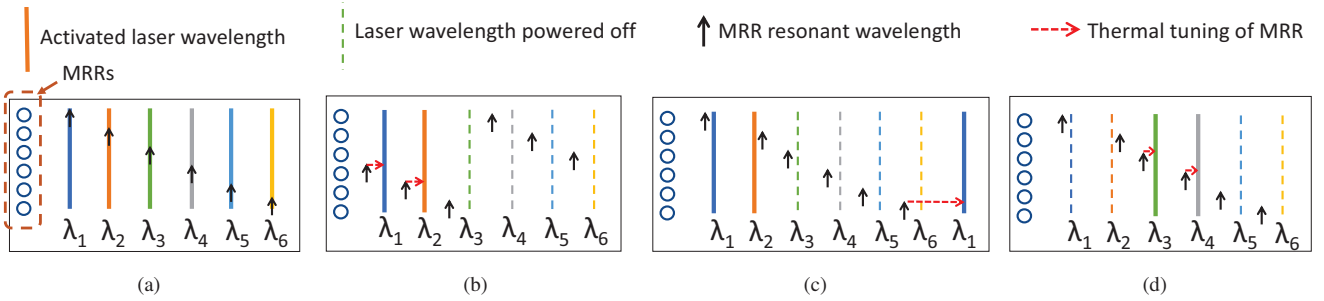 Activated laser wavelength
Laser wavelength powered off
MRR resonant wavelength
Thermal tuning of MRR
MRRs
λ1 λ2 λ3 λ4 λ5 λ6
λ1 λ2 λ3 λ4 λ5 λ6
λ1 λ2 λ3 λ4 λ5 λ6 λ1
λ1 λ2 λ3 λ4 λ5 λ6
(a)
(b)
(c)
(d)